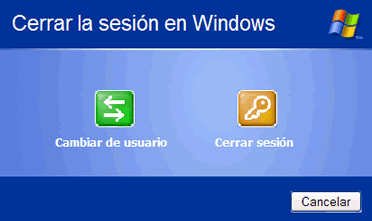 Cerrar la sesión en Windows
Cambiar de usuario
Cerrar sesión
Cancelar